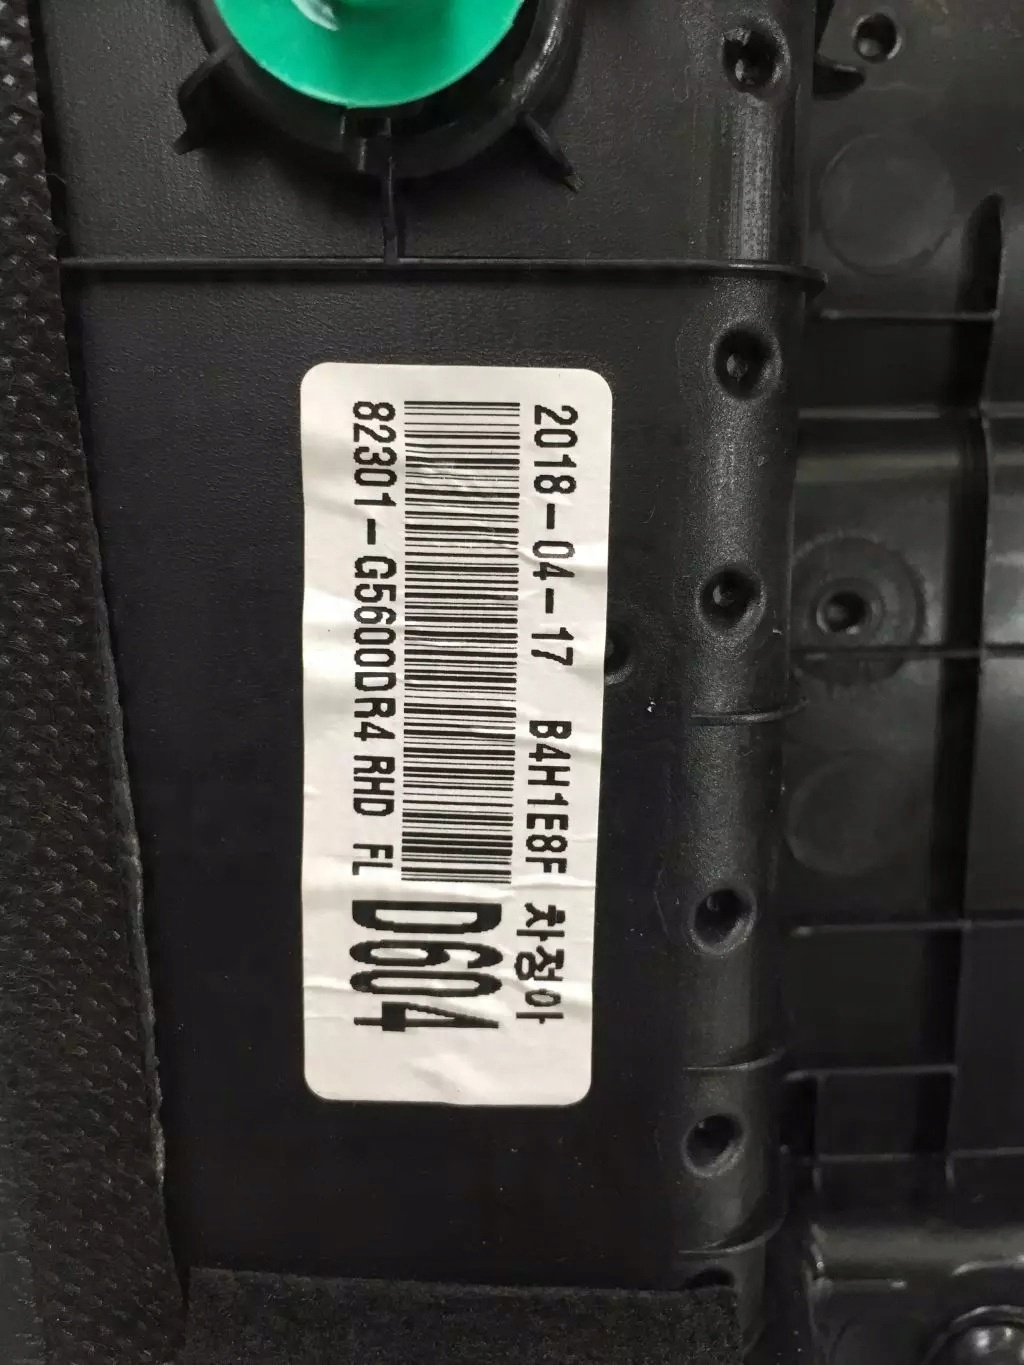 2018-04-17 B4H1E8F 차정아
82301-G5600DR4 RHD FL
D604